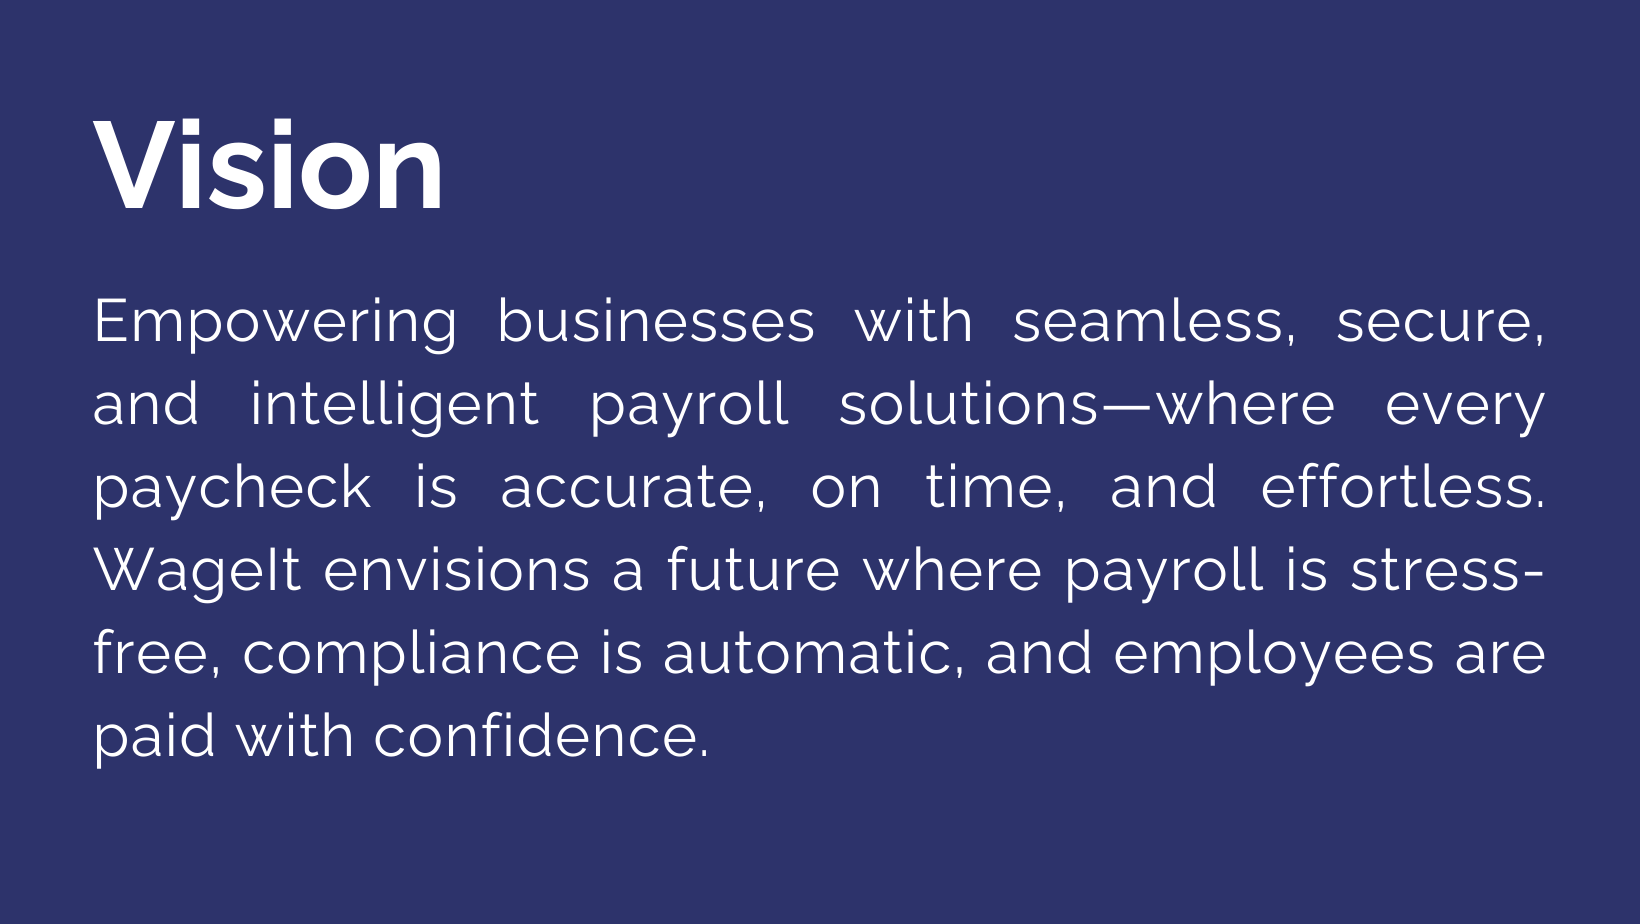 Vision
Empowering businesses with seamless, secure,
and intelligent payroll solutions—where every
paycheck is accurate, on time, and effortless.
WageIt envisions a future where payroll is stress-
free, compliance is automatic, and employees are
paid with confidence.